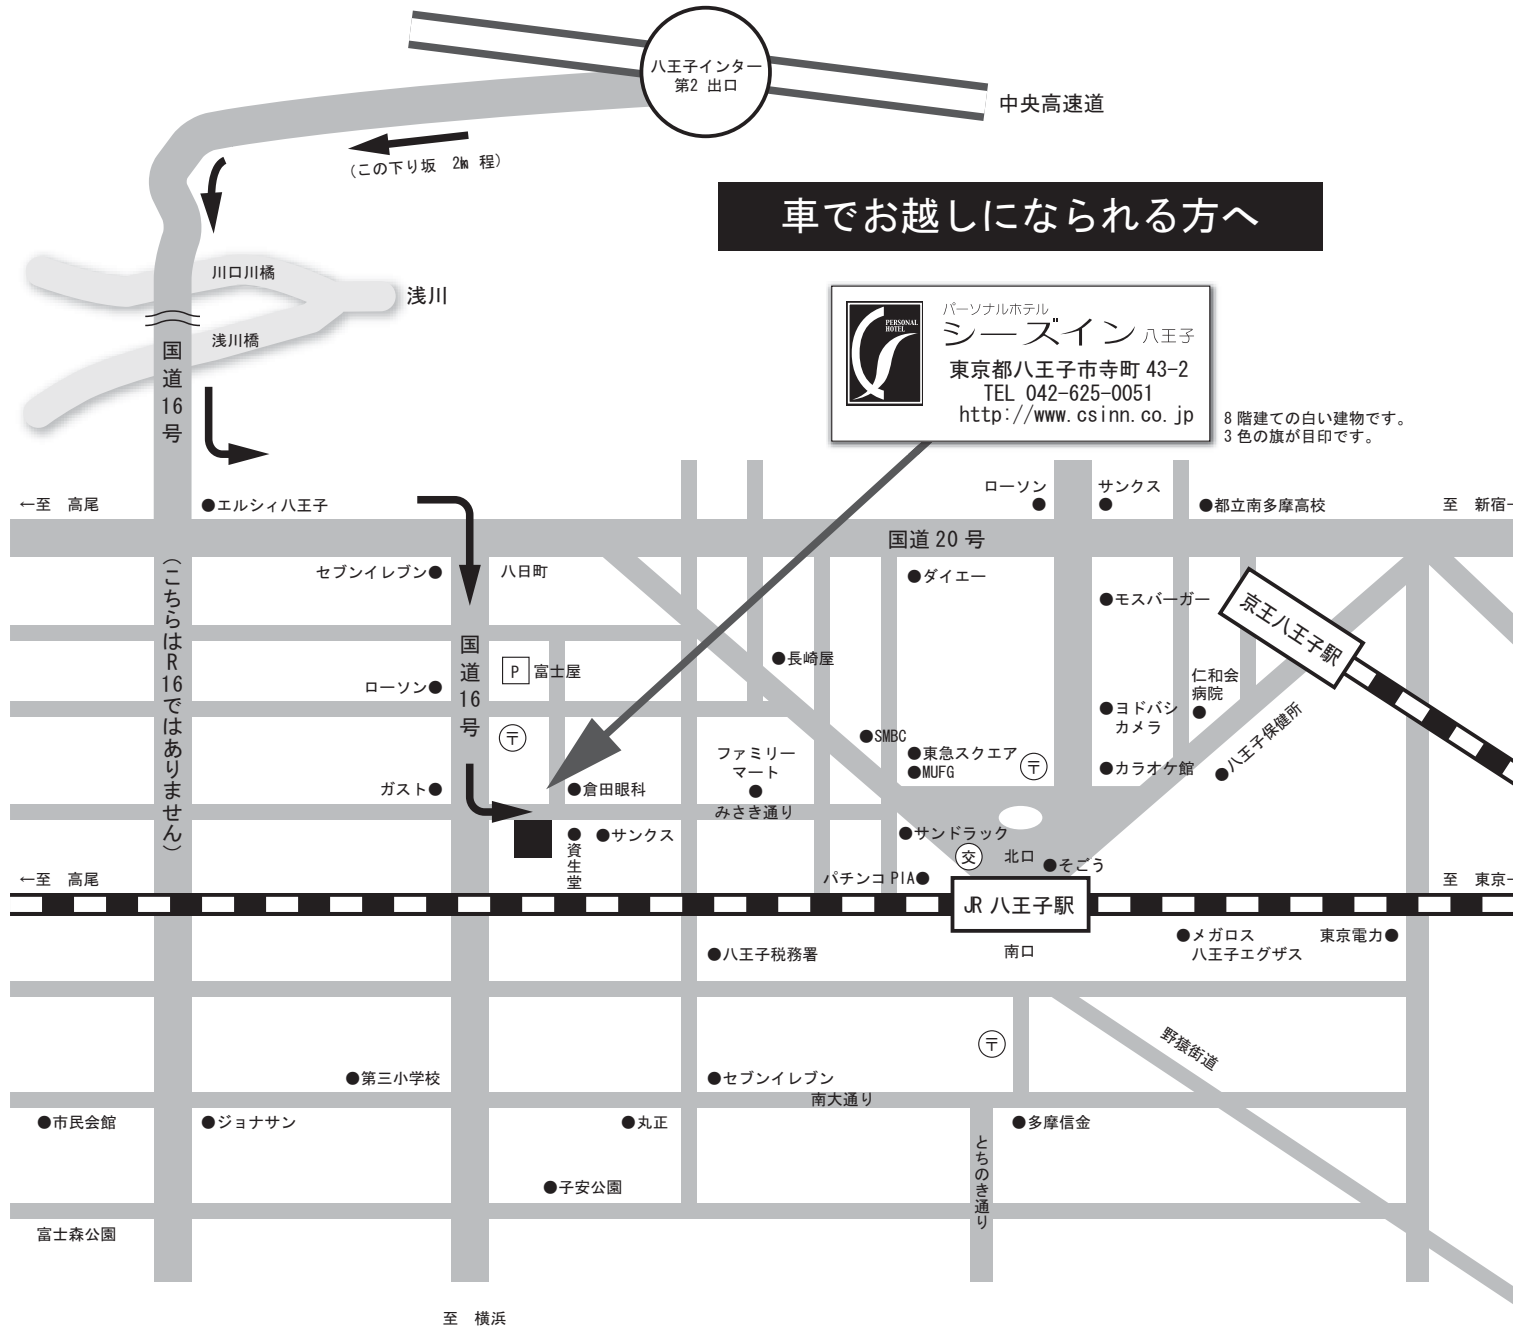 八王子インター
第2 出口
中央高速道
(この下り坂 2㎞ 程)
車でお越しになられる方へ
川口川橋
浅川
浅川橋
国道16号
PERSONAL
HOTEL
パーソナルホテル
シーズイン 八王子
東京都八王子市寺町 43-2
TEL 042-625-0051
http://www.csinn.co.jp
8 階建ての白い建物です。
3 色の旗が目印です。
←至 高尾
●エルシィ八王子
ローソン
●
サンクス
●
●都立南多摩高校
至 新宿
国道 20 号
(こちらはR16ではありません)
セブンイレブン●
八日町
●ダイエー
●モスバーガー
京王八王子駅
国道16号
P
富士屋
●長崎屋
ローソン●
仁和会
病院
●
●ヨドバシ
カメラ
●八王子保健所
〒
●SMBC
●東急スクエア
●MUFG
〒
●カラオケ館
ファミリー
マート
●
みさき通り
ガスト●
●倉田眼科
●資生堂
●サンクス
●サンドラック
交
北口
●そごう
←至 高尾
パチンコ PIA●
至 東京
JR 八王子駅
南口
●八王子税務署
●メガロス
八王子エグザス
東京電力●
〒
野猿街道
●第三小学校
●セブンイレブン
南大通り
●市民会館
●ジョナサン
●丸正
●多摩信金
とちのき通り
●子安公園
富士森公園
至 横浜